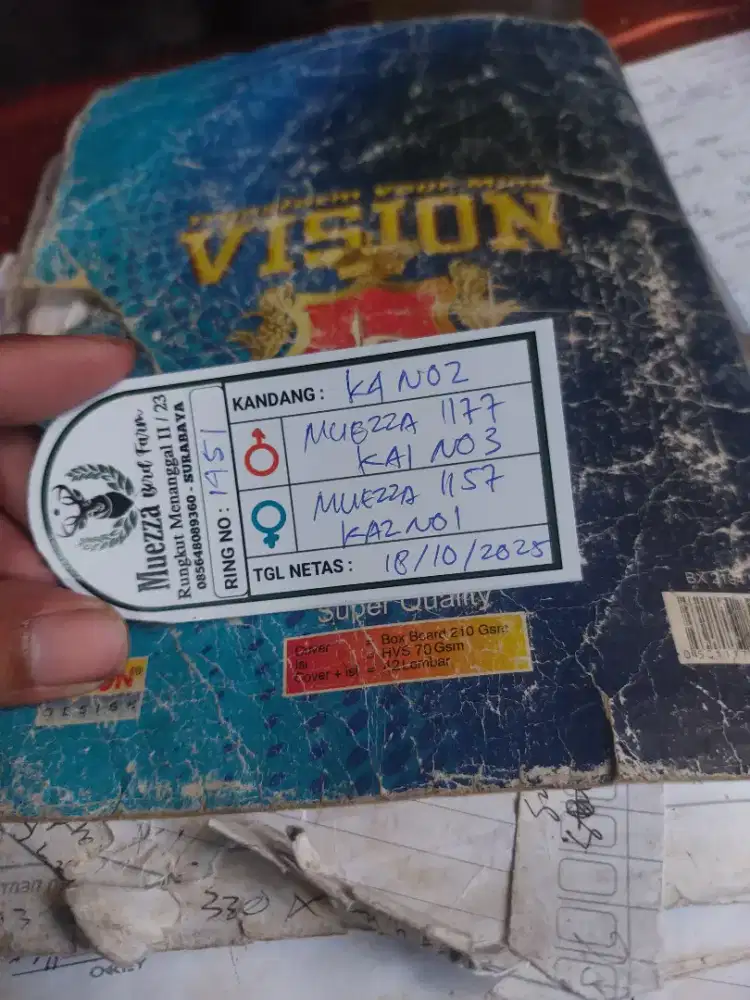 VISION
KANDANG : KA NO2
MUEZZA 1177
KA1 NO3
MUEZZA 1157
KA2 NO1
TGL NETAS : 18/10/2025
RING NO : 1951
Muezza Bird Farm
Rungkut Menanggal II / 23
085648089360 - SURABAYA
Super Quality
Cover = Box Board 210 Gsm
Isi = HVS 70 Gsm
Cover + isi = 42 Lembar
330 X